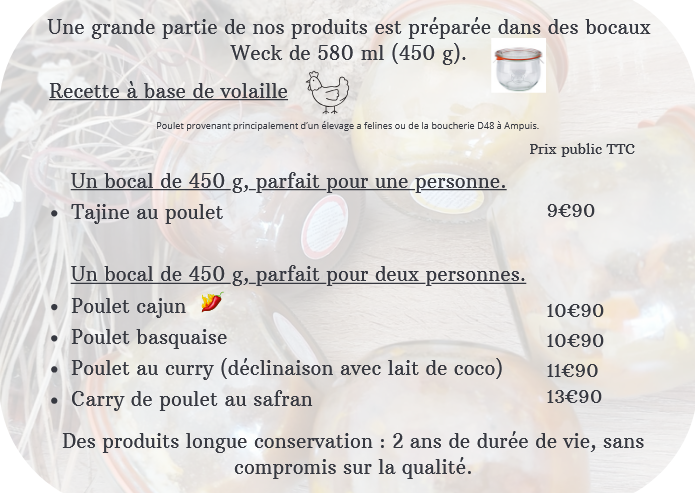 Une grande partie de nos produits est préparée dans des bocaux
Weck de 580 ml (450 g).
Recette à base de volaille
Poulet provenant principalement d'un élevage a felines ou de la boucherie D48 à Ampuis.
Prix public TTC
Un bocal de 450 g, parfait pour une personne.
• Tajine au poulet 9€90
Un bocal de 450 g, parfait pour deux personnes.
• Poulet cajun 10€90
• Poulet basquaise 10€90
• Poulet au curry (déclinaison avec lait de coco) 11€90
• Carry de poulet au safran 13€90
Des produits longue conservation : 2 ans de durée de vie, sans
compromis sur la qualité.